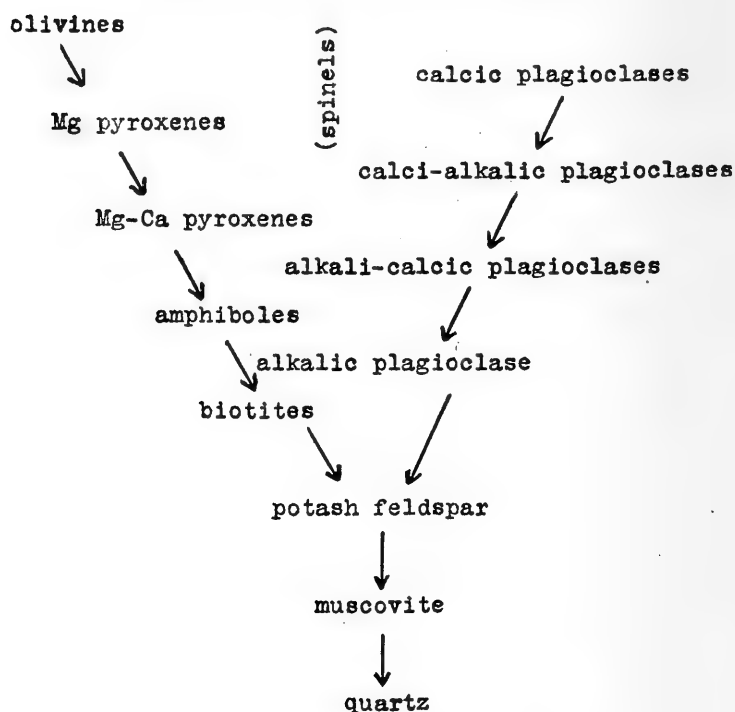 olivines
(spinels)
calcic plagioclases
Mg pyroxenes
calci-alkalic plagioclases
Mg-Ca pyroxenes
alkali-calcic plagioclases
amphiboles
alkalic plagioclase
biotites
potash feldspar
muscovite
quartz